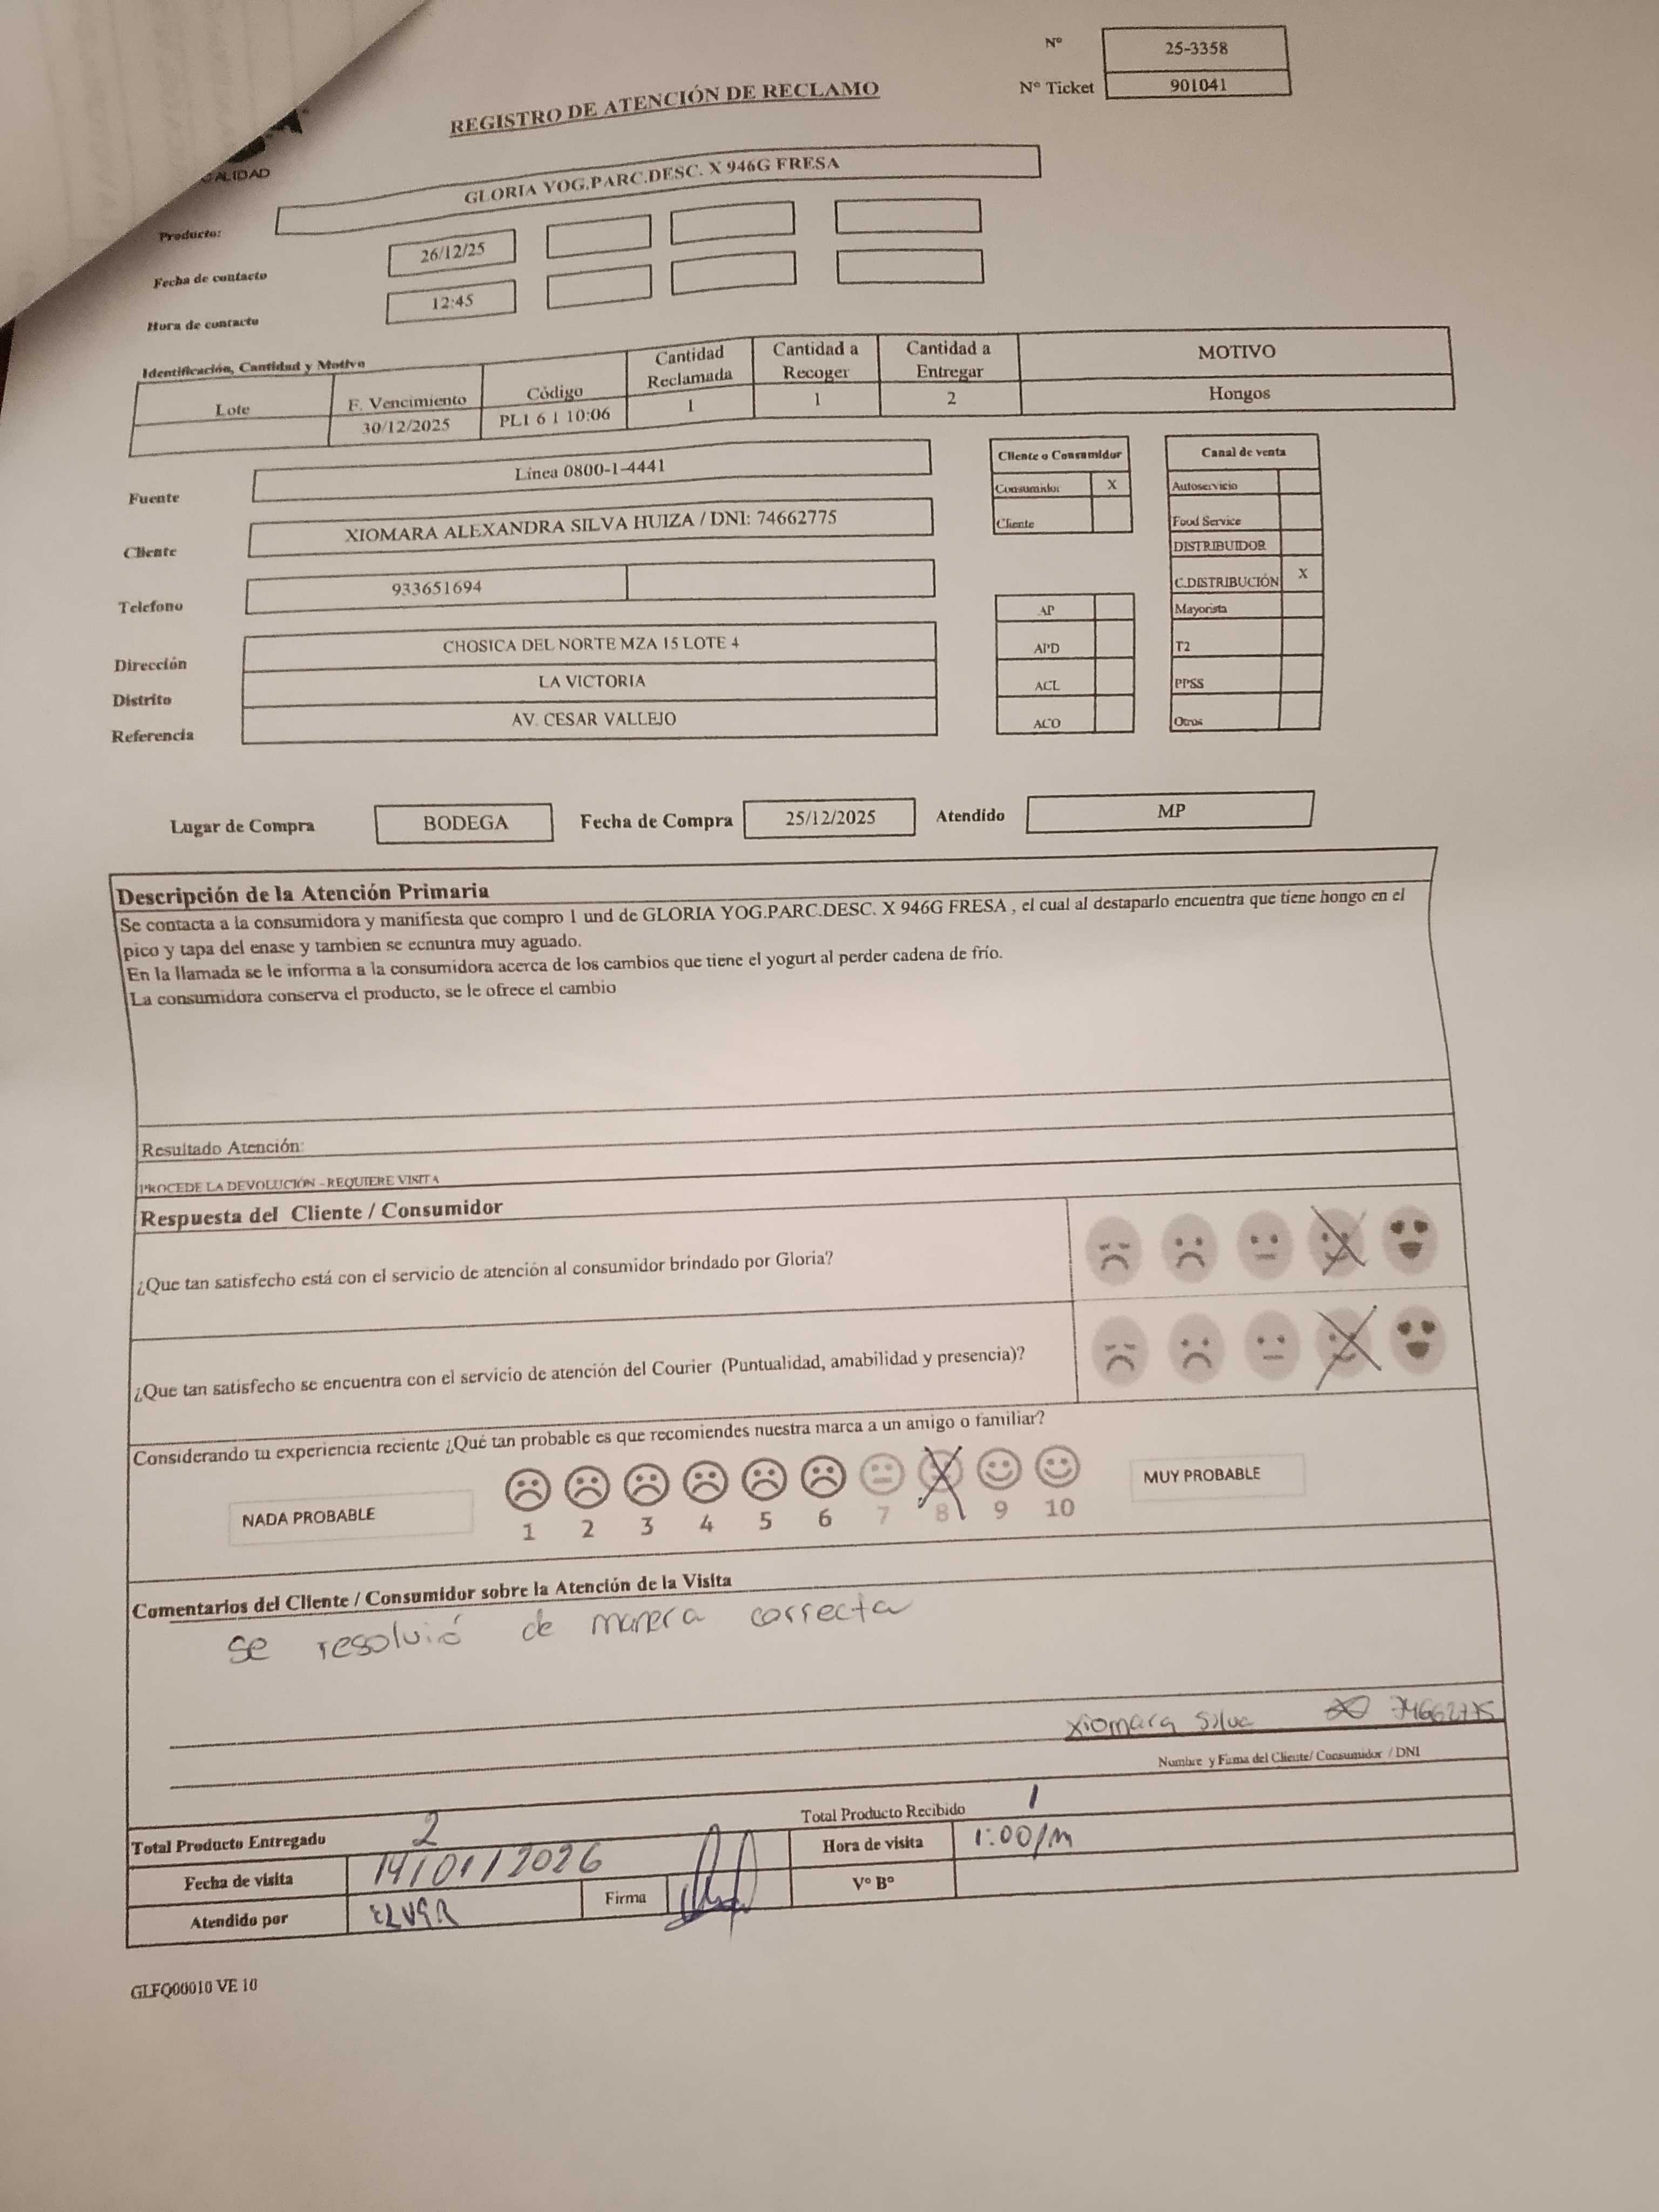 Nº 25-3358
Nº Ticket 901041
REGISTRO DE ATENCIÓN DE RECLAMO
CALIDAD
Producto: GLORIA YOG.PARC.DESC. X 946G FRESA
Fecha de contacto 26/12/25
Hora de contacto 12:45
Identificación, Cantidad y Motivo
Lote F. Vencimiento Código Cantidad Reclamada Cantidad a Recoger Cantidad a Entregar MOTIVO
30/12/2025 PL1 6 1 10:06 1 1 2 Hongos
Fuente Línea 0800-1-4441
Cliente XIOMARA ALEXANDRA SILVA HUIZA / DNI: 74662775
Telefono 933651694
Dirección CHOSICA DEL NORTE MZA 15 LOTE 4
Distrito LA VICTORIA
Referencia AV. CESAR VALLEJO
Cliente o Consumidor
Consumidor X
Cliente
AP
APD
ACL
ACO
Canal de venta
Autoservicio
Food Service
DISTRIBUIDOR
C.DISTRIBUCIÓN X
Mayorista
T2
PPSS
Otros
Lugar de Compra BODEGA Fecha de Compra 25/12/2025 Atendido MP
Descripción de la Atención Primaria
Se contacta a la consumidora y manifiesta que compro 1 und de GLORIA YOG.PARC.DESC. X 946G FRESA , el cual al destaparlo encuentra que tiene hongo en el
pico y tapa del enase y tambien se ecnuntra muy aguado.
En la llamada se le informa a la consumidora acerca de los cambios que tiene el yogurt al perder cadena de frío.
La consumidora conserva el producto, se le ofrece el cambio
Resultado Atención:
PROCEDE LA DEVOLUCIÓN - REQUIERE VISITA
Respuesta del Cliente / Consumidor
¿Que tan satisfecho está con el servicio de atención al consumidor brindado por Gloria?
¿Que tan satisfecho se encuentra con el servicio de atención del Courier (Puntualidad, amabilidad y presencia)?
Considerando tu experiencia reciente ¿Qué tan probable es que recomiendes nuestra marca a un amigo o familiar?
NADA PROBABLE 1 2 3 4 5 6 7 8 9 10 MUY PROBABLE
Comentarios del Cliente / Consumidor sobre la Atención de la Visita
se resolvió de manera correcta
Xiomara Silva 74662775
Nombre y Firma del Cliente/ Consumidor / DNI
Total Producto Entregado 2 Total Producto Recibido 1
Fecha de visita 14/01/2026 Hora de visita 1:00/m
Atendido por Firma Vº Bº
GLFQ00010 VE 10